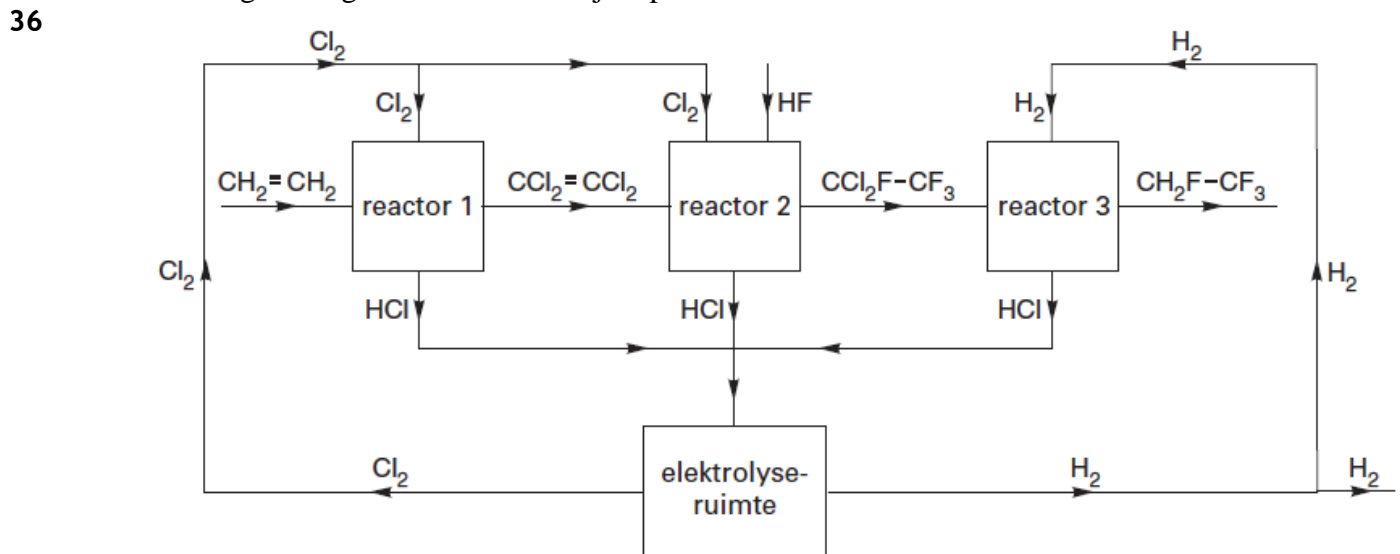 36
Cl2
H2
Cl2
Cl2
HF
H2
CH2=CH2
reactor 1
CCl2=CCl2
reactor 2
CCl2F-CF3
reactor 3
CH2F-CF3
Cl2
H2
HCl
HCl
HCl
Cl2
elektrolyse-
ruimte
H2
H2